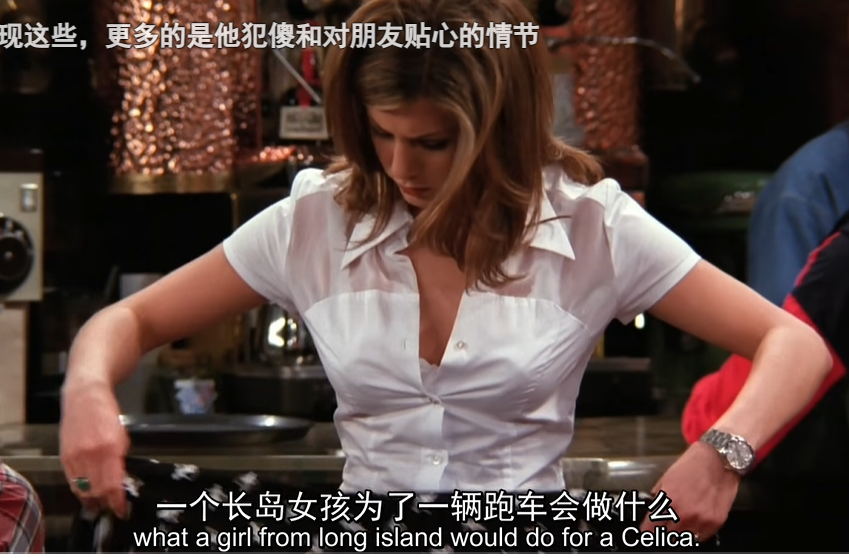 现这些，更多的是他犯傻和对朋友贴心的情节
一个长岛女孩为了一辆跑车会做什么
what a girl from long island would do for a Celica.